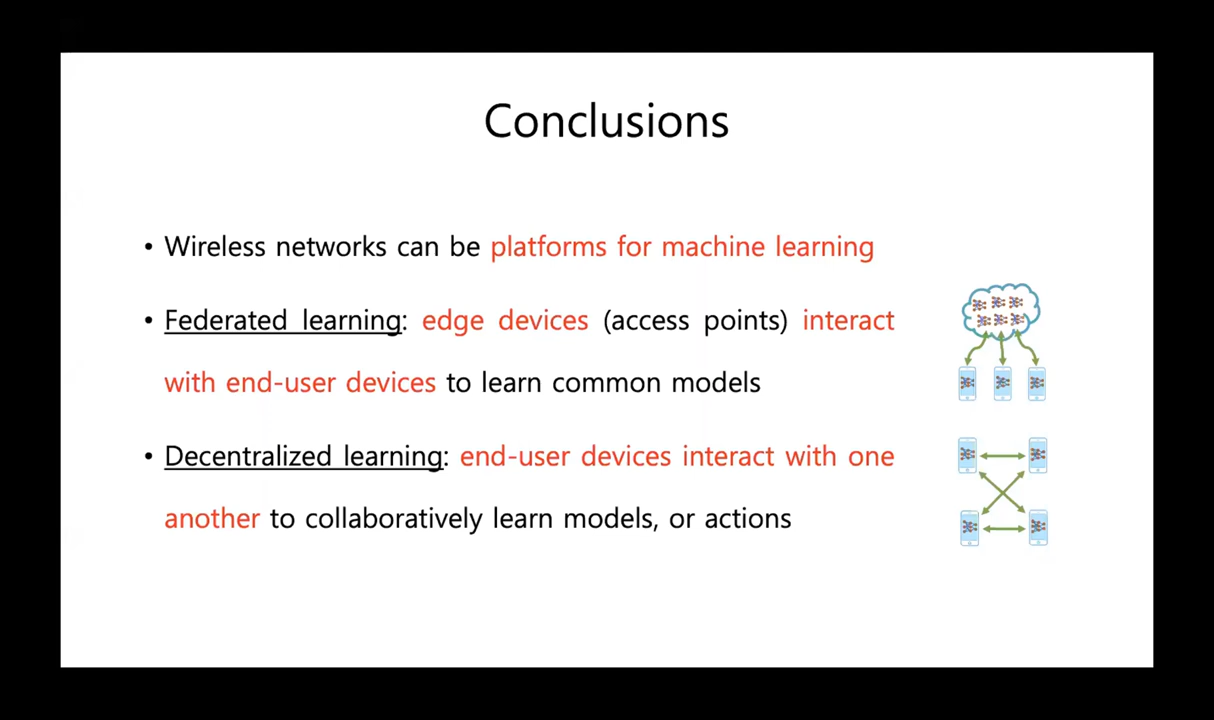 Conclusions
• Wireless networks can be platforms for machine learning
• Federated learning: edge devices (access points) interact
with end-user devices to learn common models
• Decentralized learning: end-user devices interact with one
another to collaboratively learn models, or actions